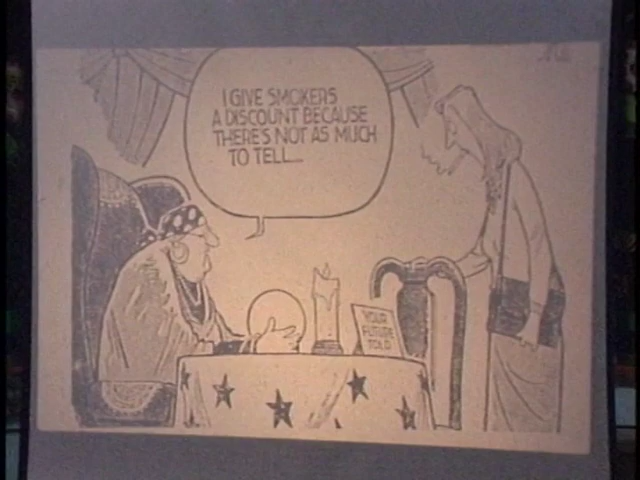 I GIVE SMOKERS
A DISCOUNT BECAUSE
THERE'S NOT AS MUCH
TO TELL...
YOUR
FUTURE
TOLD